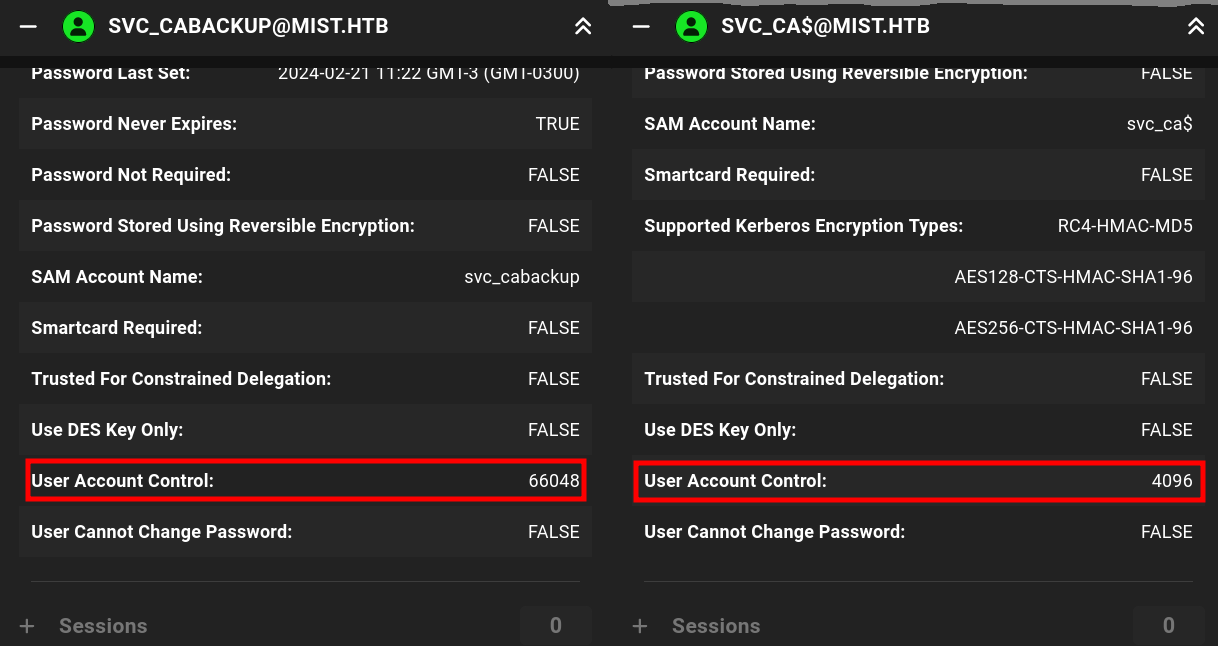 SVC_CABACKUP@MIST.HTB
Password Last Set: 2024-02-21 11:22 GMT-3 (GMT-0300)
Password Never Expires: TRUE
Password Not Required: FALSE
Password Stored Using Reversible Encryption: FALSE
SAM Account Name: svc_cabackup
Smartcard Required: FALSE
Trusted For Constrained Delegation: FALSE
Use DES Key Only: FALSE
User Account Control: 66048
User Cannot Change Password: FALSE
Sessions 0
SVC_CA$@MIST.HTB
Password Stored Using Reversible Encryption: FALSE
SAM Account Name: svc_ca$
Smartcard Required: FALSE
Supported Kerberos Encryption Types: RC4-HMAC-MD5
AES128-CTS-HMAC-SHA1-96
AES256-CTS-HMAC-SHA1-96
Trusted For Constrained Delegation: FALSE
Use DES Key Only: FALSE
User Account Control: 4096
User Cannot Change Password: FALSE
Sessions 0